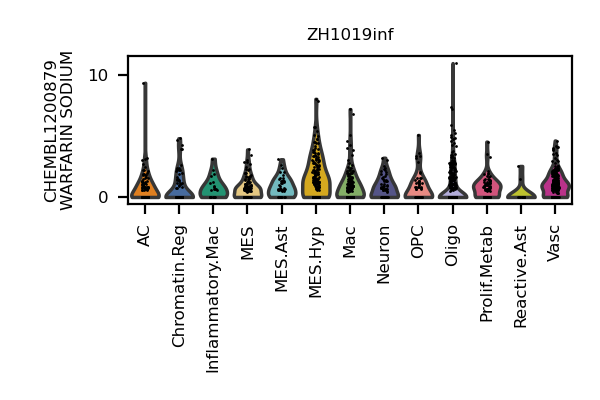 ZH1019inf
CHEMBL1200879
WARFARIN SODIUM
10
0
AC
Chromatin.Reg
Inflammatory.Mac
MES
MES.Ast
MES.Hyp
Mac
Neuron
OPC
Oligo
Prolif.Metab
Reactive.Ast
Vasc